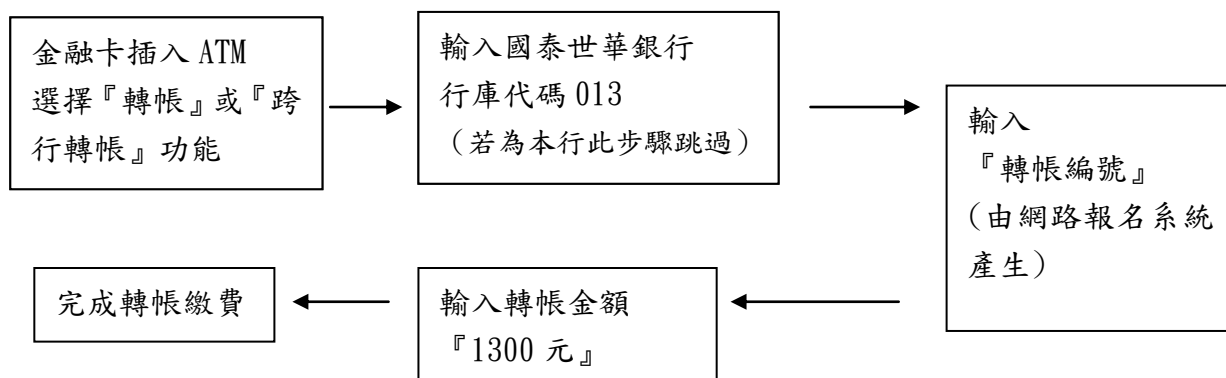 金融卡插入 ATM
選擇『轉帳』或『跨
行轉帳』功能
輸入國泰世華銀行
行庫代碼 013
（若為本行此步驟跳過）
輸入
『轉帳編號』
(由網路報名系統
產生)
輸入轉帳金額
『1300 元』
完成轉帳繳費